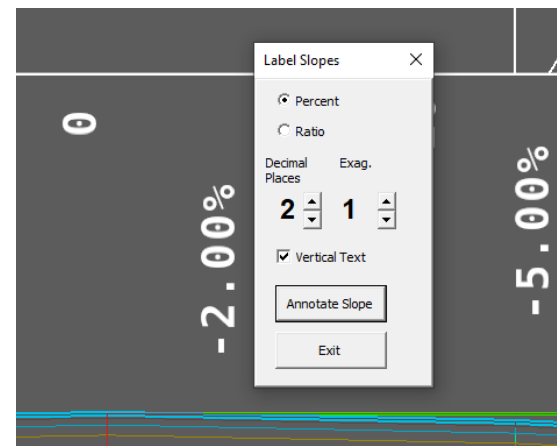 Label Slopes
Percent
Ratio
Decimal Places
Exag.
2
1
Vertical Text
Annotate Slope
Exit
0
-2.00%
-5.00%